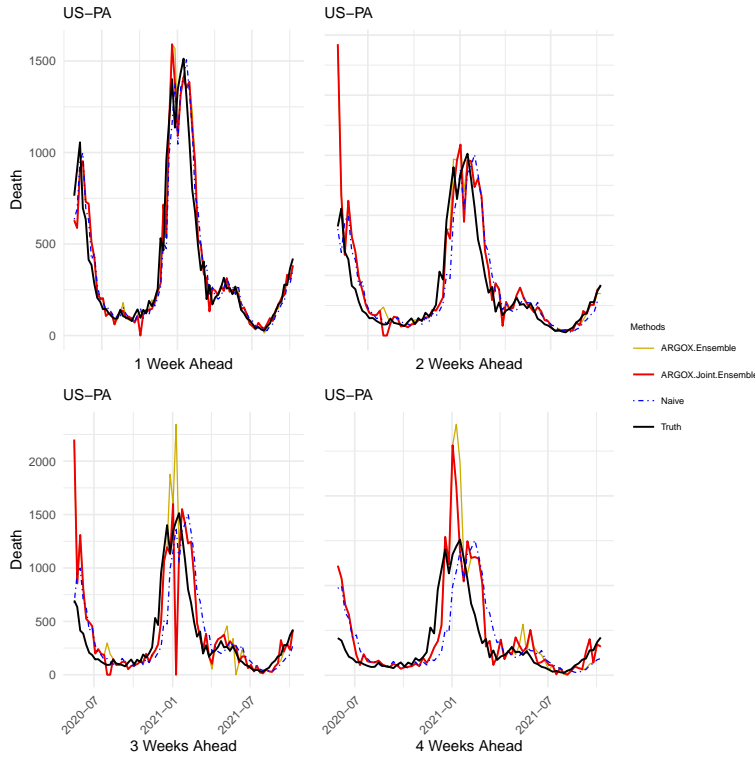 US−PA
US−PA
1500
1000
500
0
Death
1 Week Ahead
2 Weeks Ahead
Methods
ARGOX.Ensemble
ARGOX.Joint.Ensemble
Naive
Truth
US−PA
US−PA
2000
1500
1000
500
0
Death
2020−07
2021−01
2021−07
2020−07
2021−01
2021−07
3 Weeks Ahead
4 Weeks Ahead